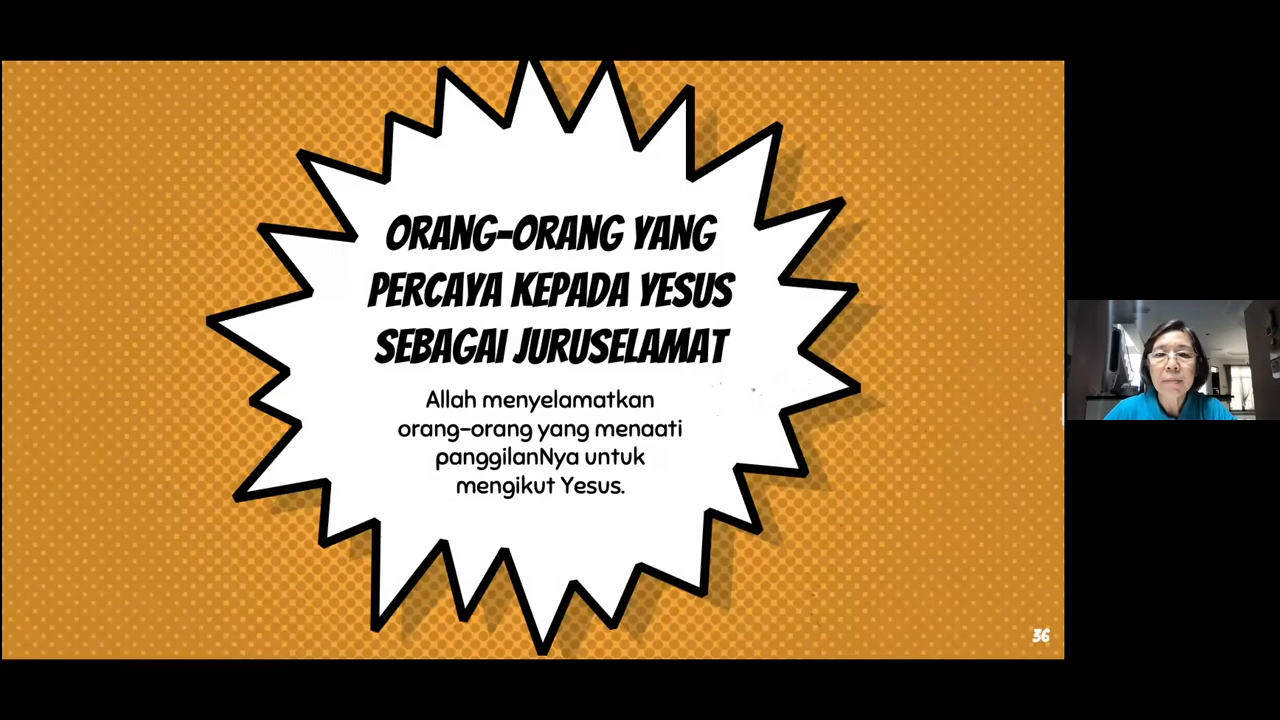 ORANG-ORANG YANG
PERCAYA KEPADA YESUS
SEBAGAI JURUSELAMAT
Allah menyelamatkan
orang-orang yang menaati
panggilanNya untuk
mengikut Yesus.
36